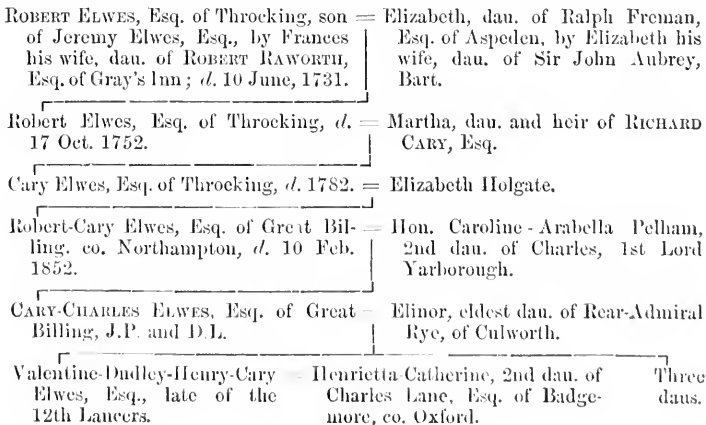 ROBERT ELWES, Esq. of Throcking, son
of Jeremy Elwes, Esq., by Frances
his wife, dau. of ROBERT RAWORTH,
Esq. of Gray's Inn; d. 10 June, 1731.
= Elizabeth, dau. of Ralph Freman,
Esq. of Aspeden, by Elizabeth his
wife, dau. of Sir John Aubrey,
Bart.
Robert Elwes, Esq. of Throcking, d.
17 Oct. 1752.
= Martha, dau. and heir of RICHARD
CARY, Esq.
Cary Elwes, Esq. of Throcking, d. 1782. = Elizabeth Holgate.
Robert-Cary Elwes, Esq. of Great Bil-
ling, co. Northampton, d. 10 Feb.
1852.
= Hon. Caroline-Arabella Pelham,
2nd dau. of Charles, 1st Lord
Yarborough.
CARY-CHARLES ELWES, Esq. of Great
Billing, J.P. and D.L.
= Elinor, eldest dau. of Rear-Admiral
Rye, of Culworth.
Valentine-Dudley-Henry-Cary
Elwes, Esq., late of the
12th Lancers.
= Henrietta-Catherine, 2nd dau. of
Charles Lane, Esq. of Badge-
more, co. Oxford.
Three
daus.